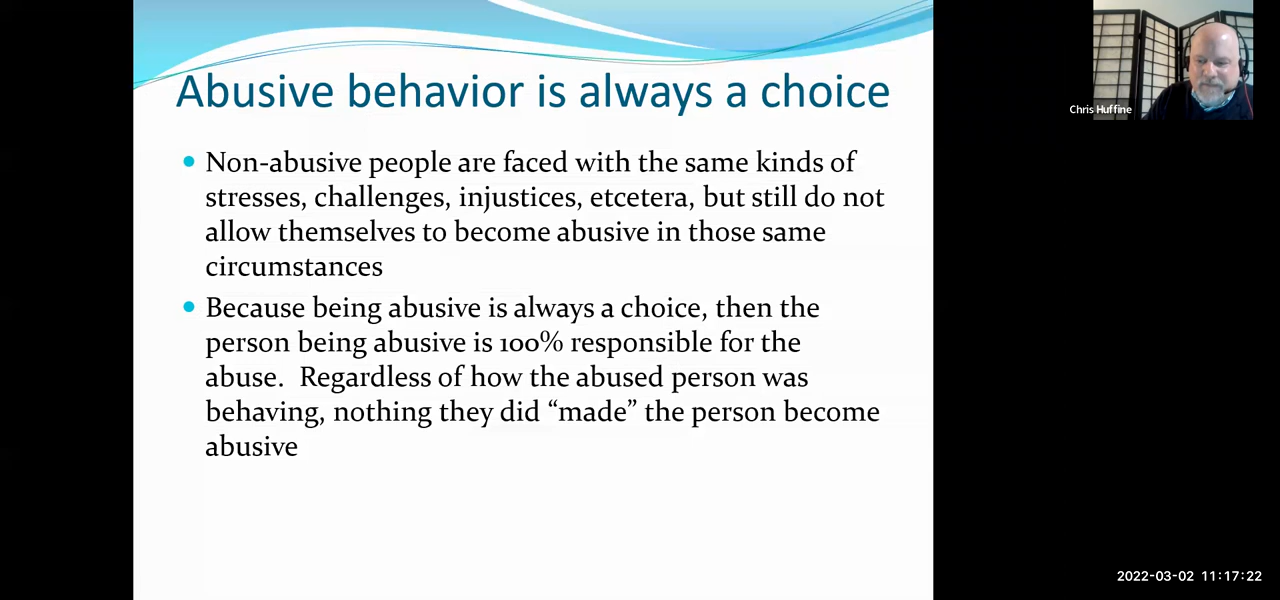 Abusive behavior is always a choice
Non-abusive people are faced with the same kinds of
stresses, challenges, injustices, etcetera, but still do not
allow themselves to become abusive in those same
circumstances
Because being abusive is always a choice, then the
person being abusive is 100% responsible for the
abuse.  Regardless of how the abused person was
behaving, nothing they did “made” the person become
abusive
Chris Huffine
2022-03-02 11:17:22